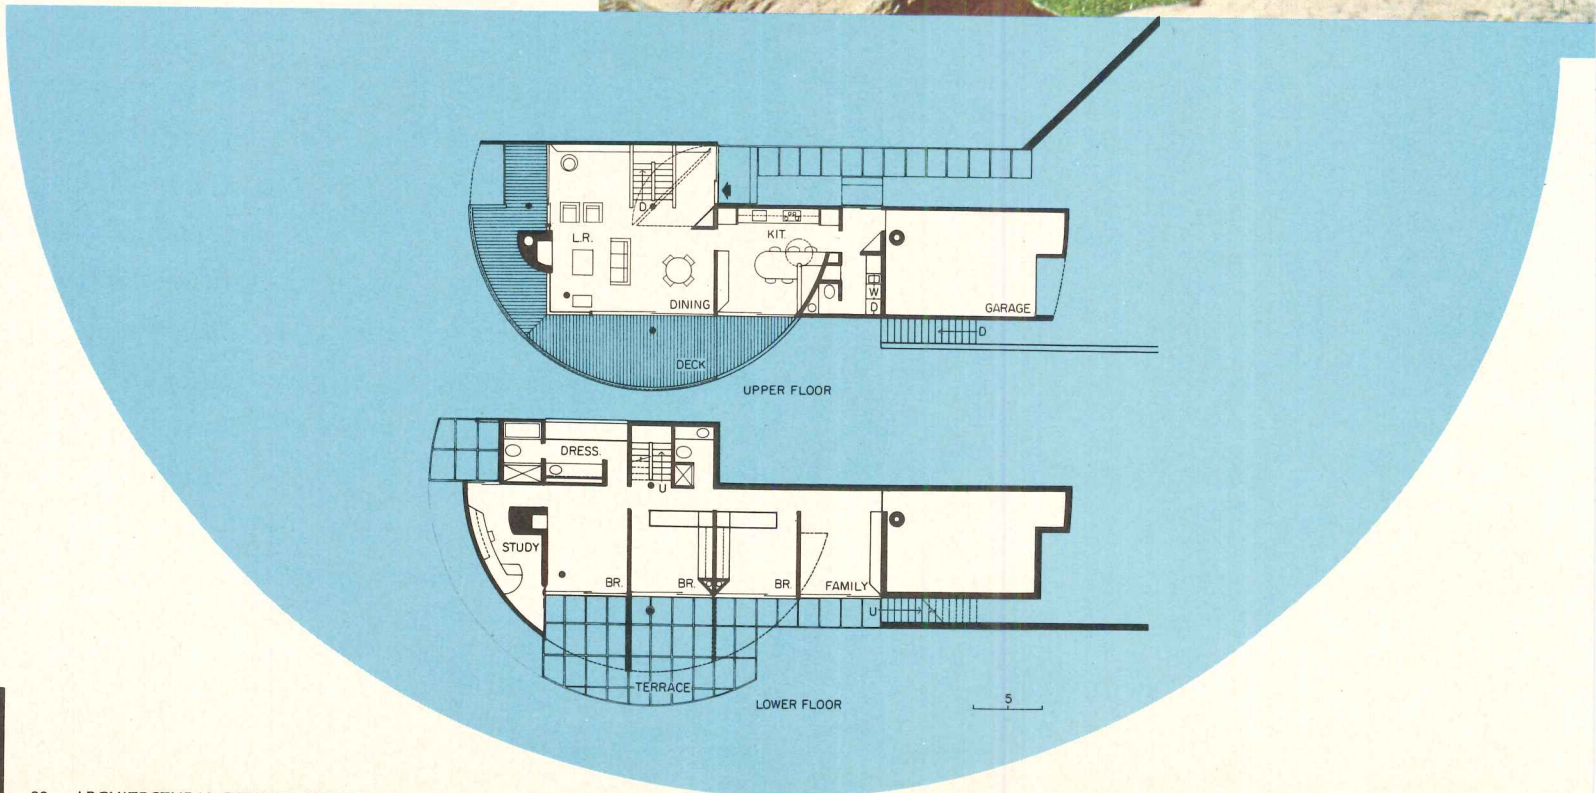 D
L.R.
KIT.
DINING
W
D
GARAGE
D
DECK
UPPER FLOOR
DRESS.
U
STUDY
BR.
BR.
BR.
FAMILY
U
TERRACE
LOWER FLOOR
5